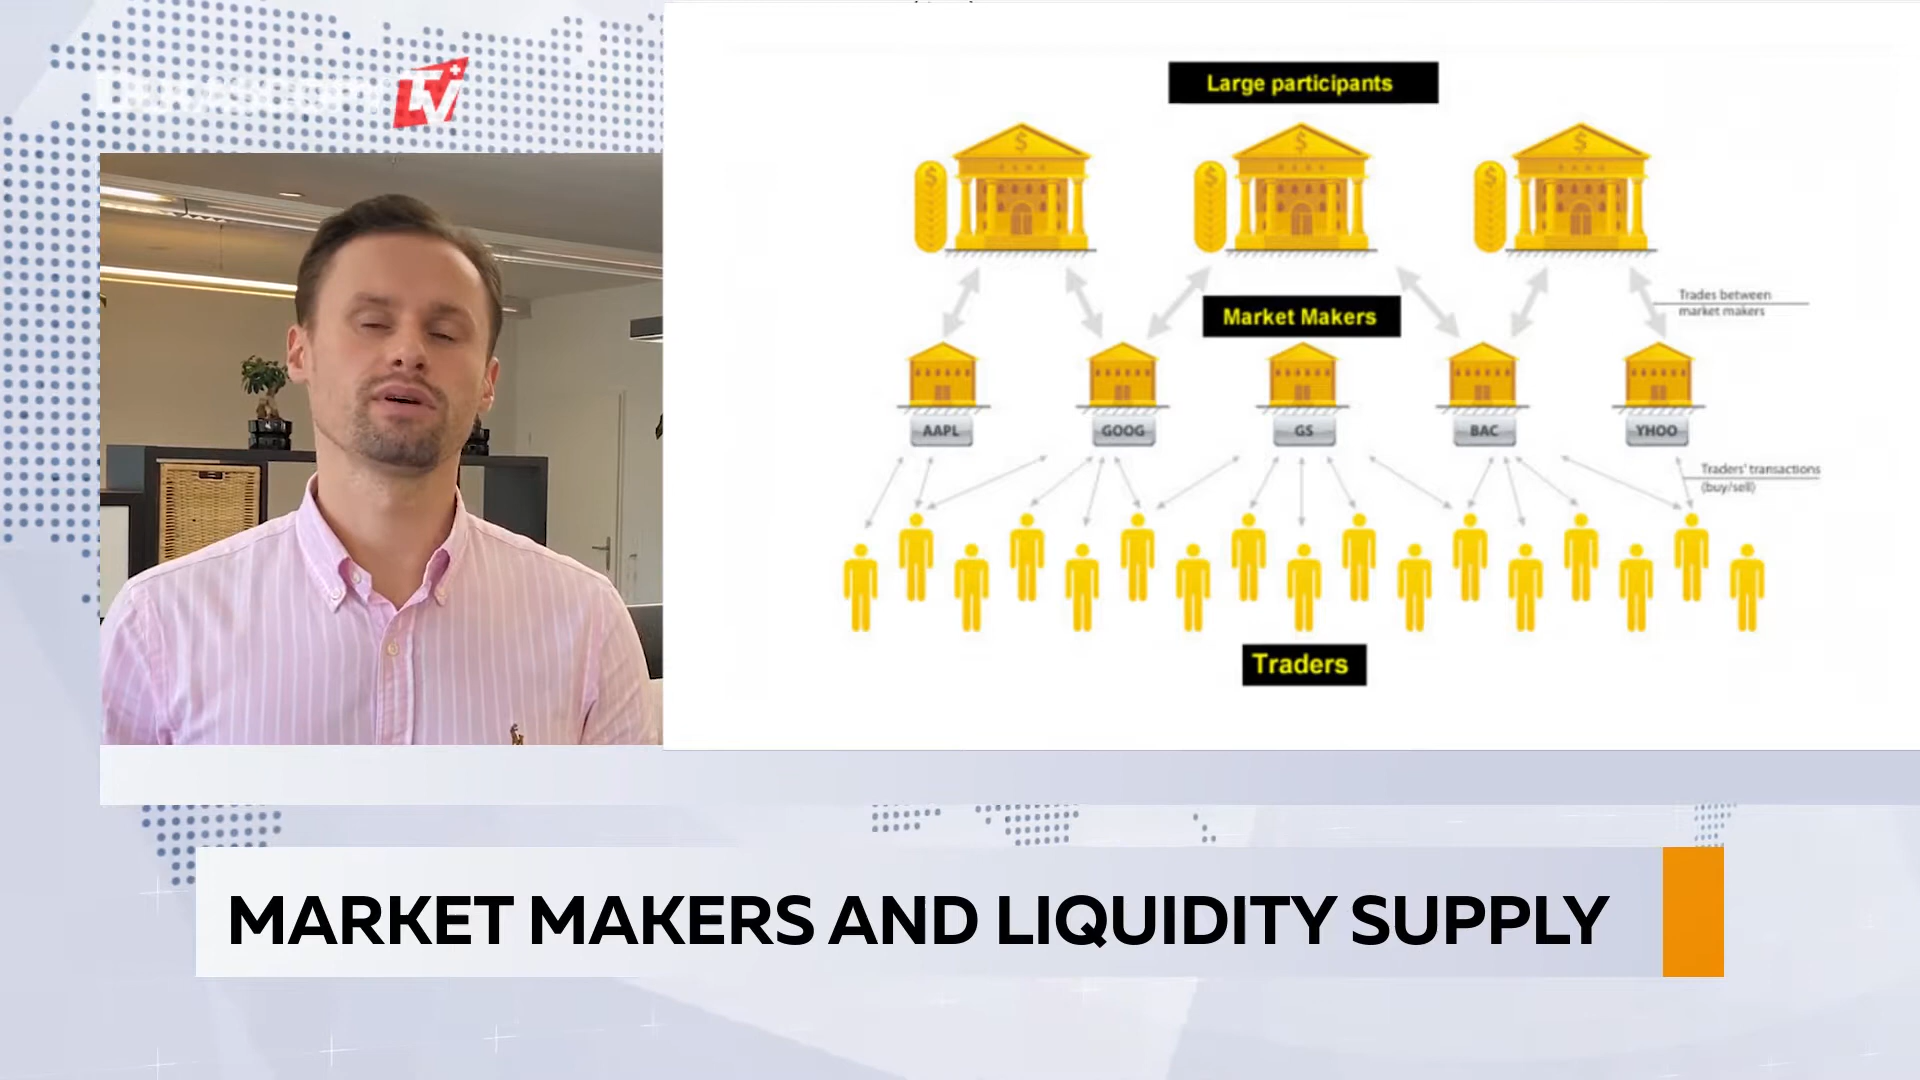 TV
Large participants
$ $ $
$ $ $
Market Makers
Trades between
market makers
AAPL GOOG GS BAC YHOO
Traders' transactions
(buy/sell)
Traders
MARKET MAKERS AND LIQUIDITY SUPPLY